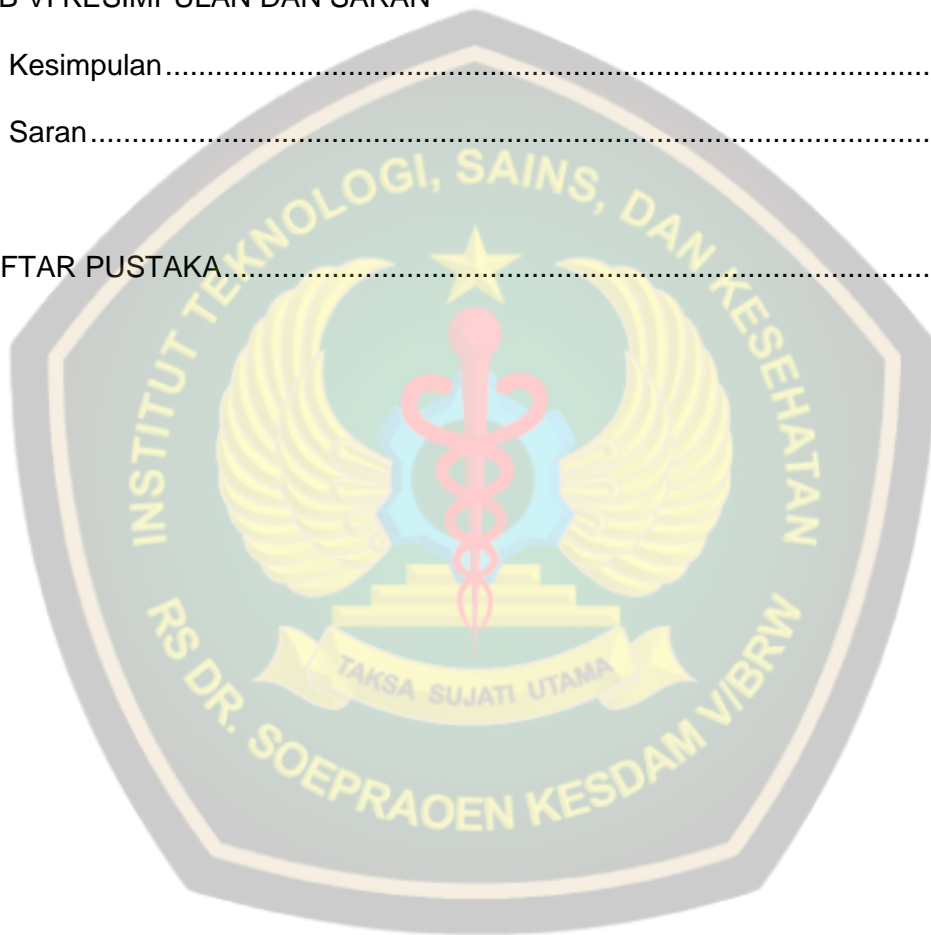 B VI KESIMPULAN DAN SARAN
Kesimpulan.......................................................................................................
Saran................................................................................................................
FTAR PUSTAKA................................................................................................
INSTITUT TEKNOLOGI, SAINS, DAN KESEHATAN
TAKSA SUJATI UTAMA
RS DR. SOEPRAOEN KESDAM V/BRW